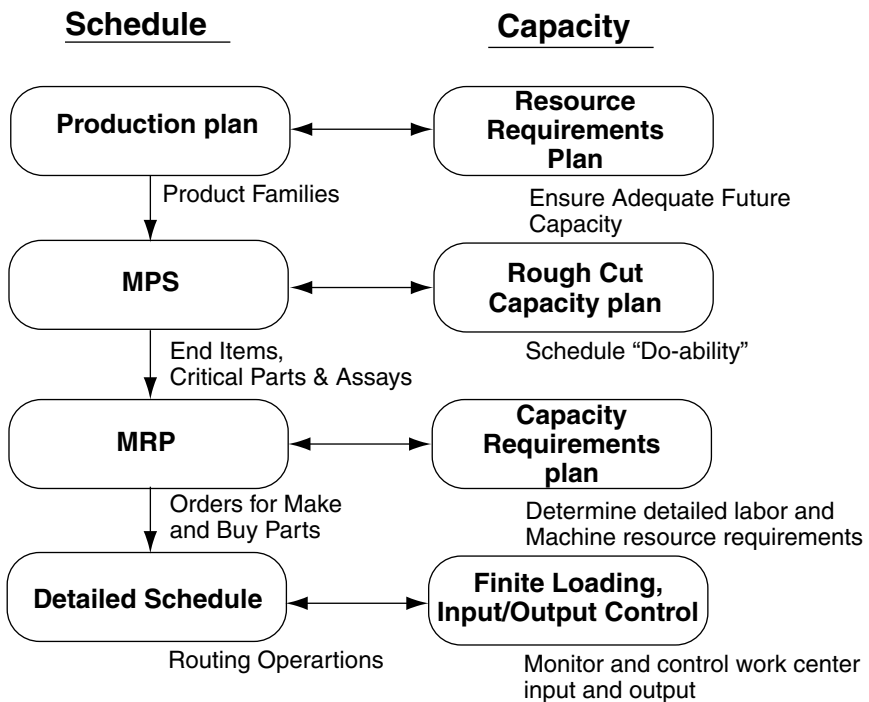 Schedule
Capacity
Production plan
Resource
Requirements
Plan
Product Families
Ensure Adequate Future
Capacity
MPS
Rough Cut
Capacity plan
End Items,
Critical Parts & Assays
Schedule “Do-ability”
MRP
Capacity
Requirements
plan
Orders for Make
and Buy Parts
Determine detailed labor and
Machine resource requirements
Detailed Schedule
Finite Loading,
Input/Output Control
Routing Operartions
Monitor and control work center
input and output